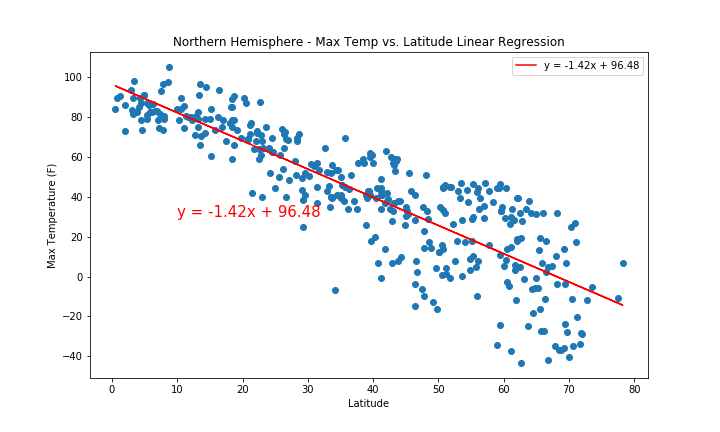 Northern Hemisphere - Max Temp vs. Latitude Linear Regression
y = -1.42x + 96.48
100
80
60
40
20
0
−20
−40
Max Temperature (F)
y = -1.42x + 96.48
0 10 20 30 40 50 60 70 80
Latitude